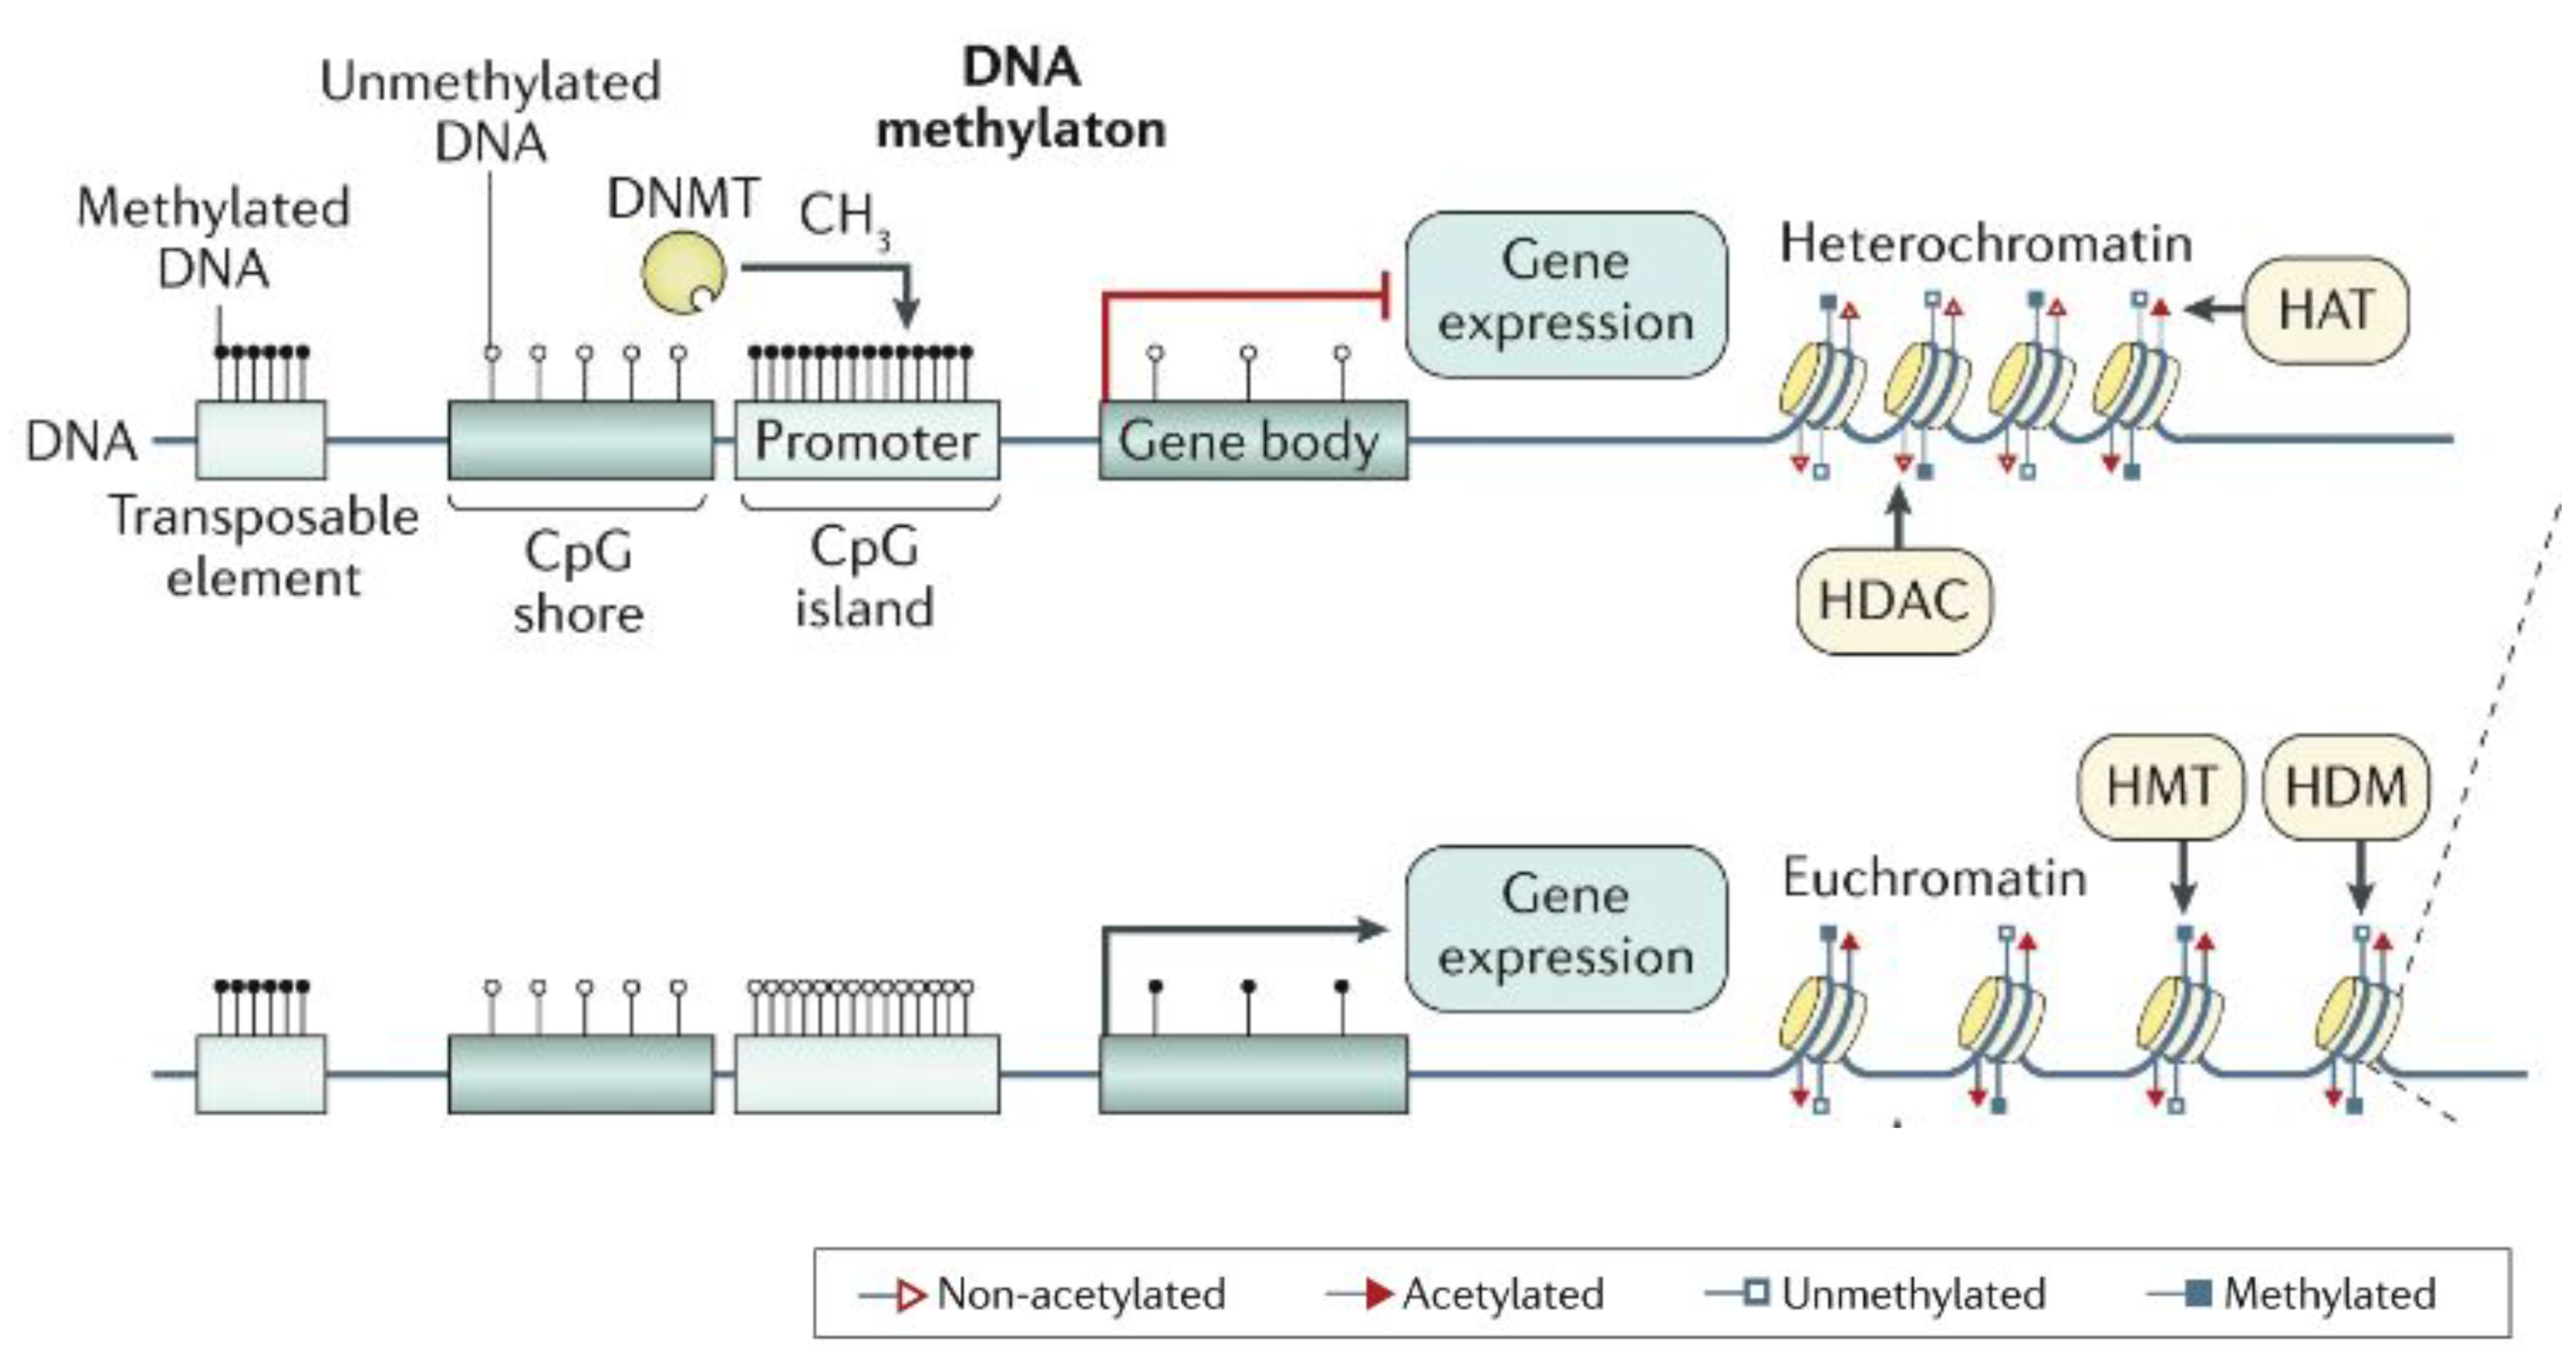 DNA
methylaton
Unmethylated
DNA
Methylated
DNA
DNMT
CH3
Gene
expression
Heterochromatin
HAT
DNA
Promoter
Gene body
Transposable
element
CpG
shore
CpG
island
HDAC
HMT
HDM
Gene
expression
Euchromatin
Non-acetylated
Acetylated
Unmethylated
Methylated